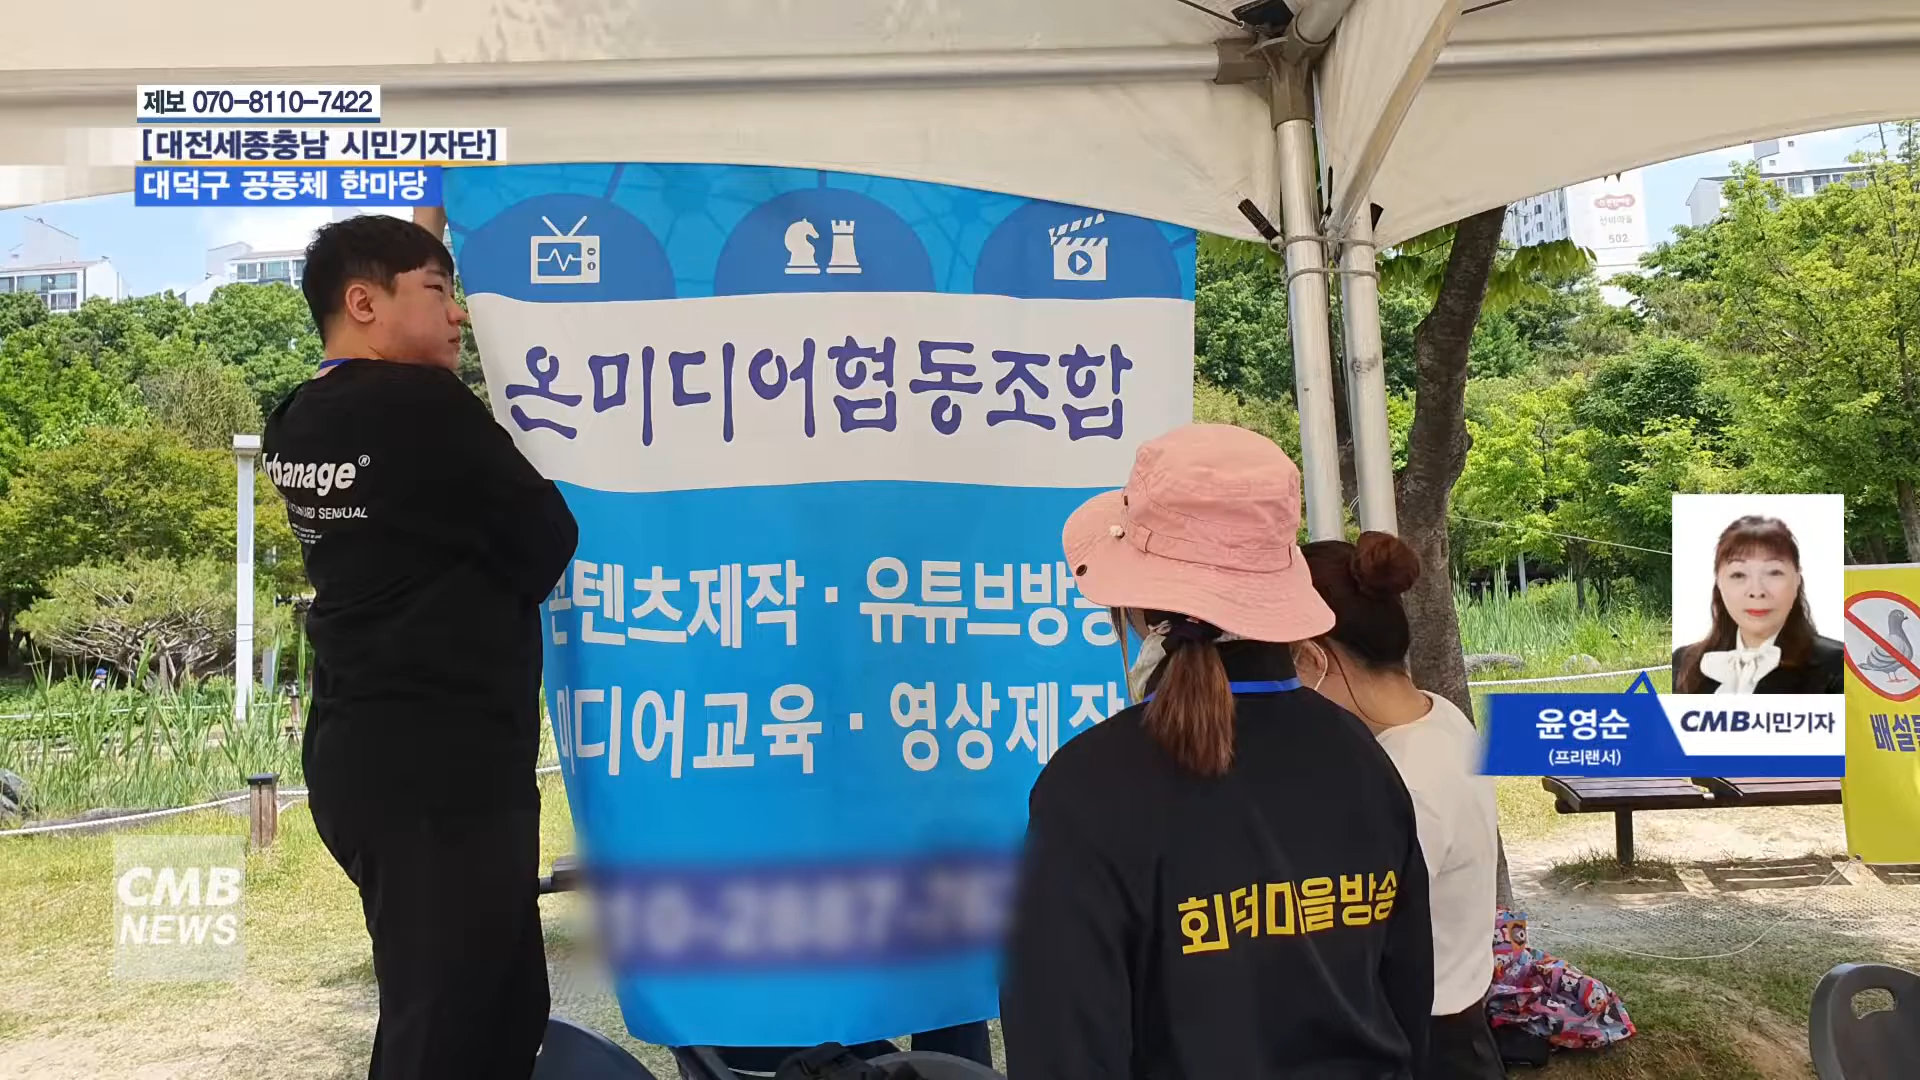 제보 070-8110-7422
[대전세종충남 시민기자단]
대덕구 공동체 한마당
온미디어협동조합
콘텐츠제작·유튜브방송
미디어교육·영상제작
rbanage®
SENSUAL
회덕마을방송
502
윤영순
(프리랜서)
CMB시민기자
CMB
NEWS